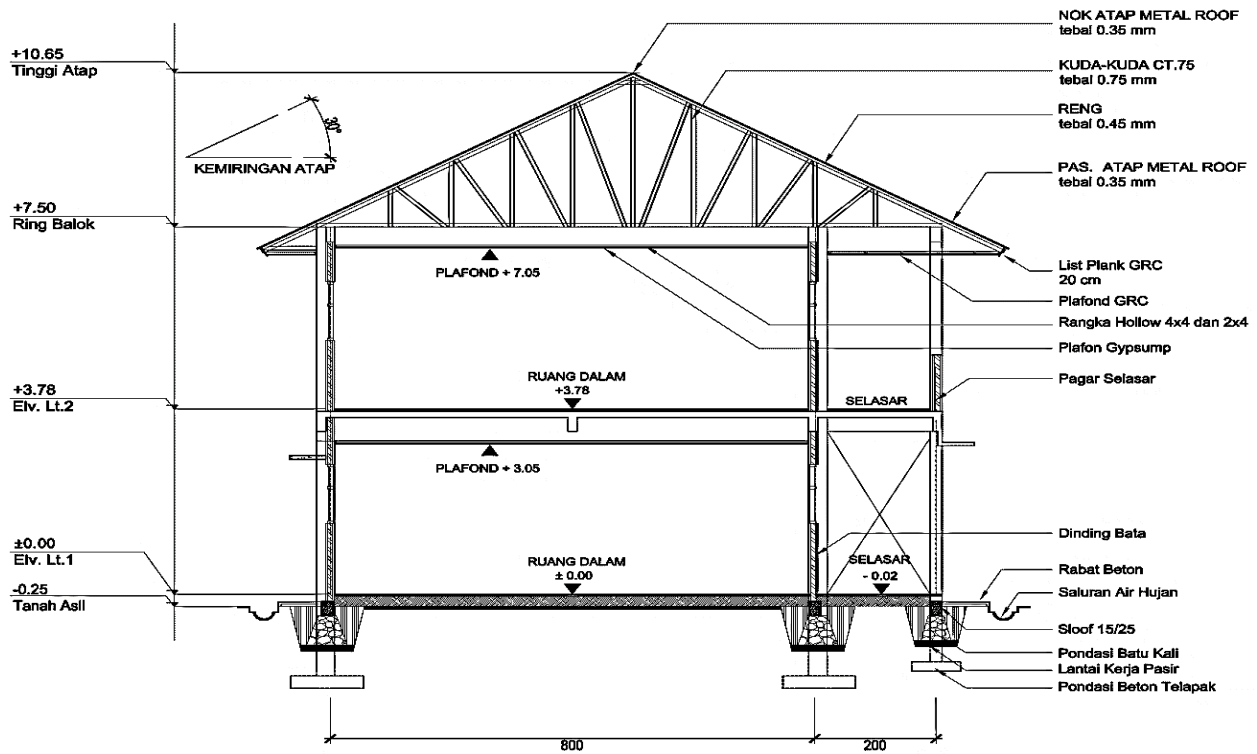 NOK ATAP METAL ROOF
tebal 0.35 mm
+10.65
Tinggi Atap
KUDA-KUDA CT.75
tebal 0.75 mm
30°
RENG
tebal 0.45 mm
KEMIRINGAN ATAP
PAS. ATAP METAL ROOF
tebal 0.35 mm
+7.50
Ring Balok
PLAFOND + 7.05
List Plank GRC
20 cm
Plafond GRC
Rangka Hollow 4x4 dan 2x4
Plafon Gypsump
+3.78
Elv. Lt.2
RUANG DALAM
+3.78
SELASAR
Pagar Selasar
PLAFOND + 3.05
Dinding Bata
±0.00
Elv. Lt.1
RUANG DALAM
± 0.00
SELASAR
- 0.02
Rabat Beton
-0.25
Tanah Asli
Saluran Air Hujan
Sloof 15/25
Pondasi Batu Kali
Lantai Kerja Pasir
Pondasi Beton Telapak
800
200